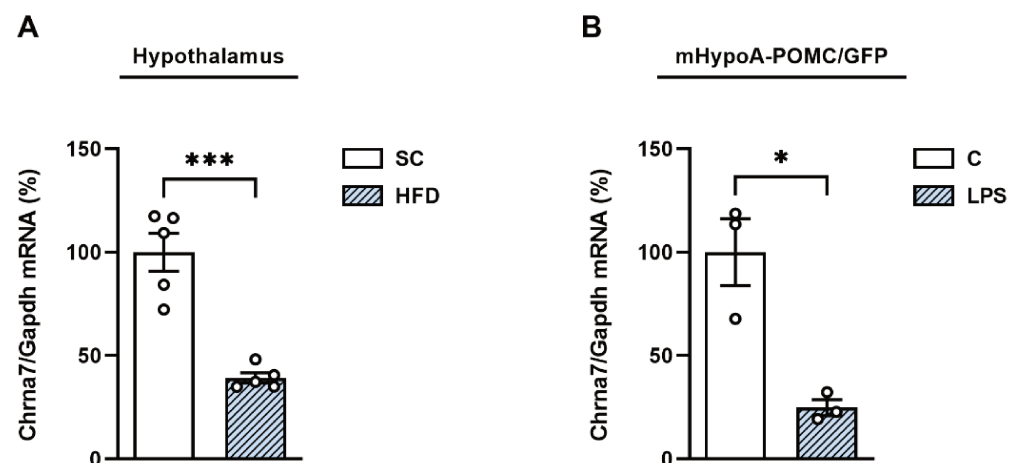 A
Hypothalamus
Chrna7/Gapdh mRNA (%)
150
100
50
0
***
SC
HFD
B
mHypoA-POMC/GFP
Chrna7/Gapdh mRNA (%)
150
100
50
0
*
C
LPS